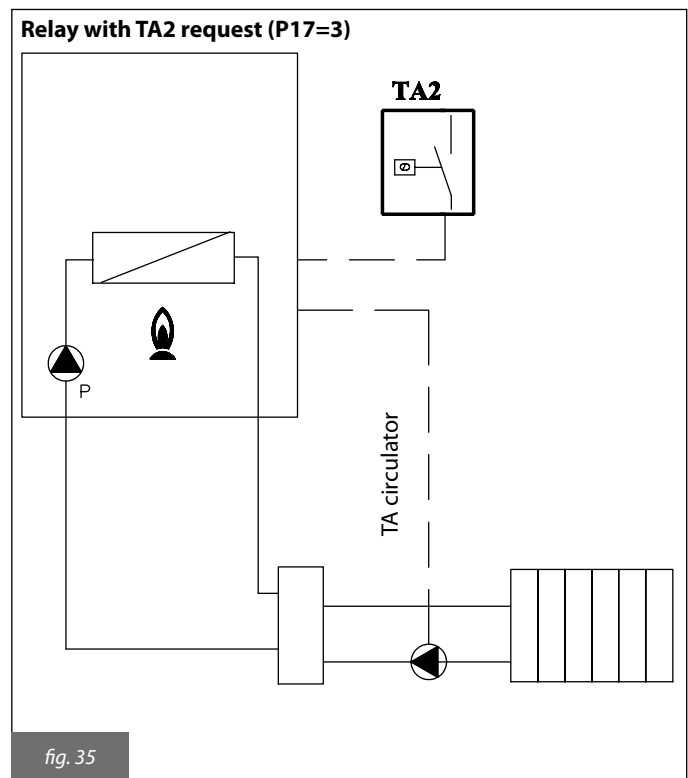 Relay with TA2 request (P17=3)
TA2
P
TA circulator
fig. 35